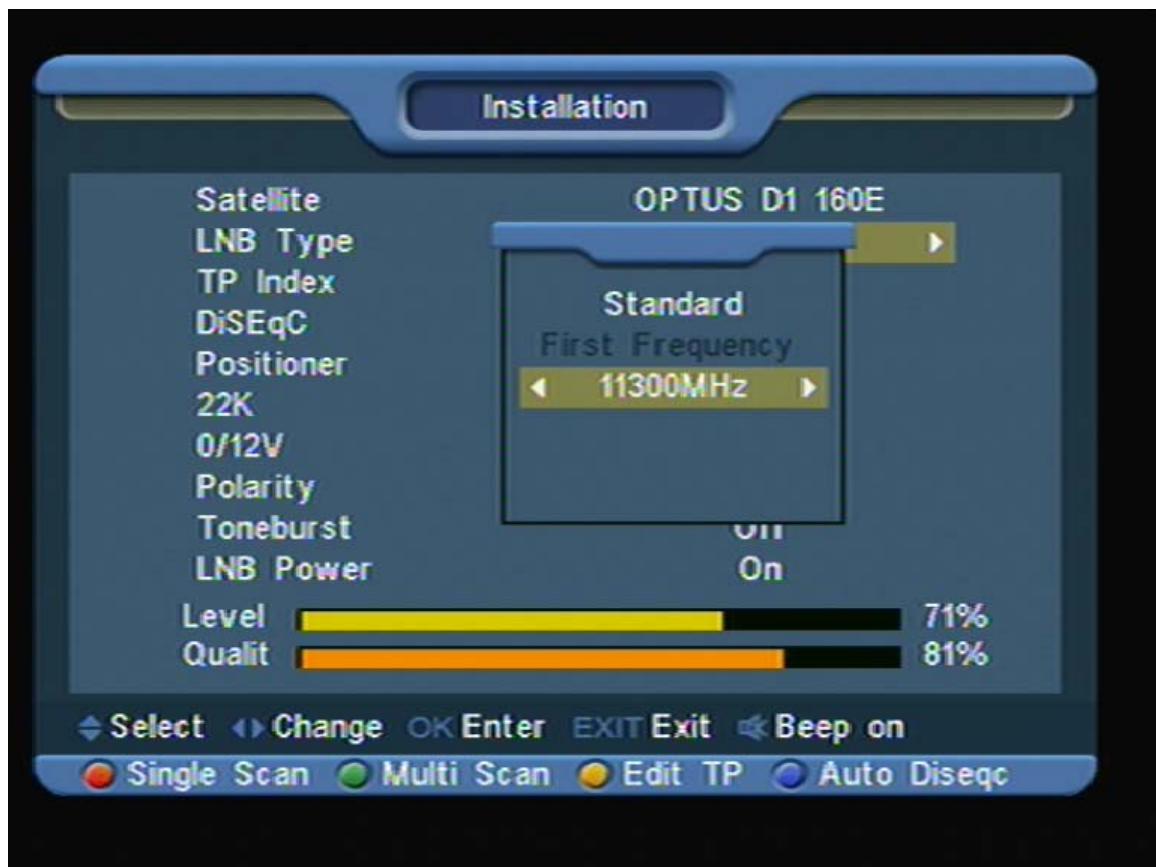 Installation
Satellite OPTUS D1 160E
LNB Type
TP Index
DiSEqC
Positioner
22K
0/12V
Polarity
Toneburst Off
LNB Power On
Standard
First Frequency
11300MHz
Level 71%
Qualit 81%
Select Change OK Enter EXIT Exit Beep on
Single Scan Multi Scan Edit TP Auto Diseqc